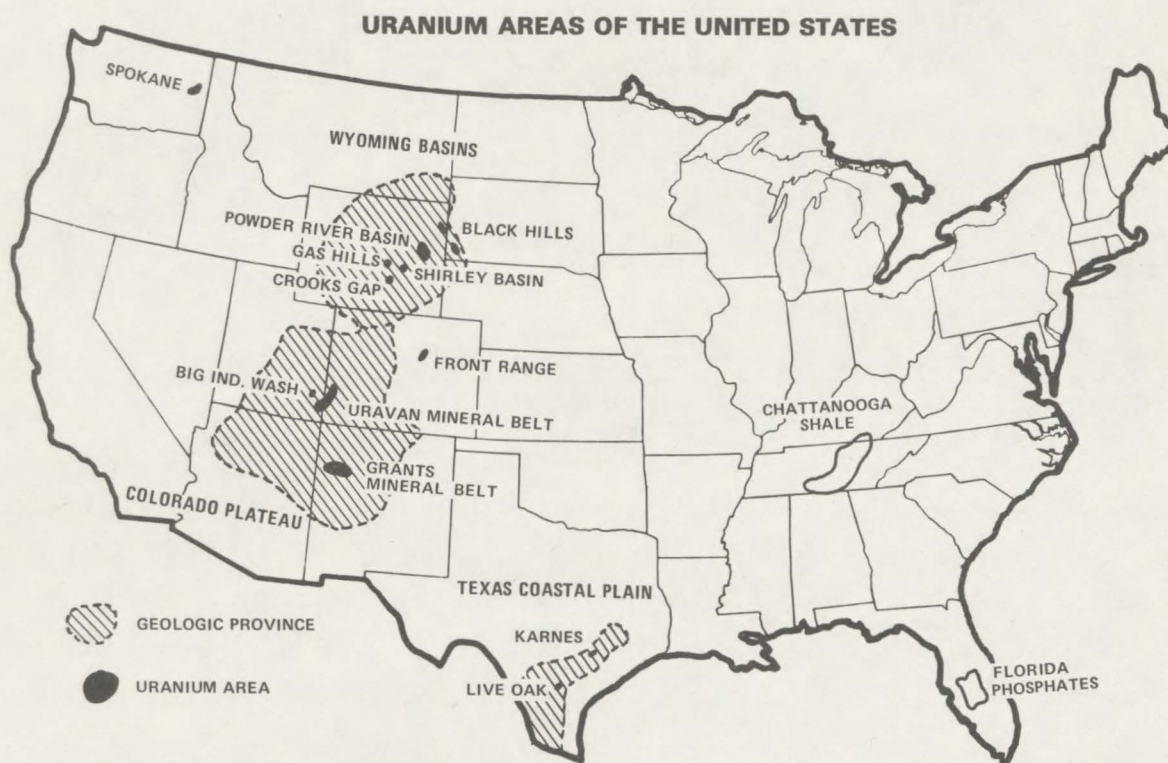 URANIUM AREAS OF THE UNITED STATES
SPOKANE
WYOMING BASINS
POWDER RIVER BASIN
BLACK HILLS
GAS HILLS
SHIRLEY BASIN
CROOKS GAP
FRONT RANGE
BIG IND. WASH
URAVAN MINERAL BELT
CHATTANOOGA
SHALE
GRANTS
MINERAL BELT
COLORADO PLATEAU
TEXAS COASTAL PLAIN
GEOLOGIC PROVINCE
KARNES
LIVE OAK
URANIUM AREA
FLORIDA
PHOSPHATES